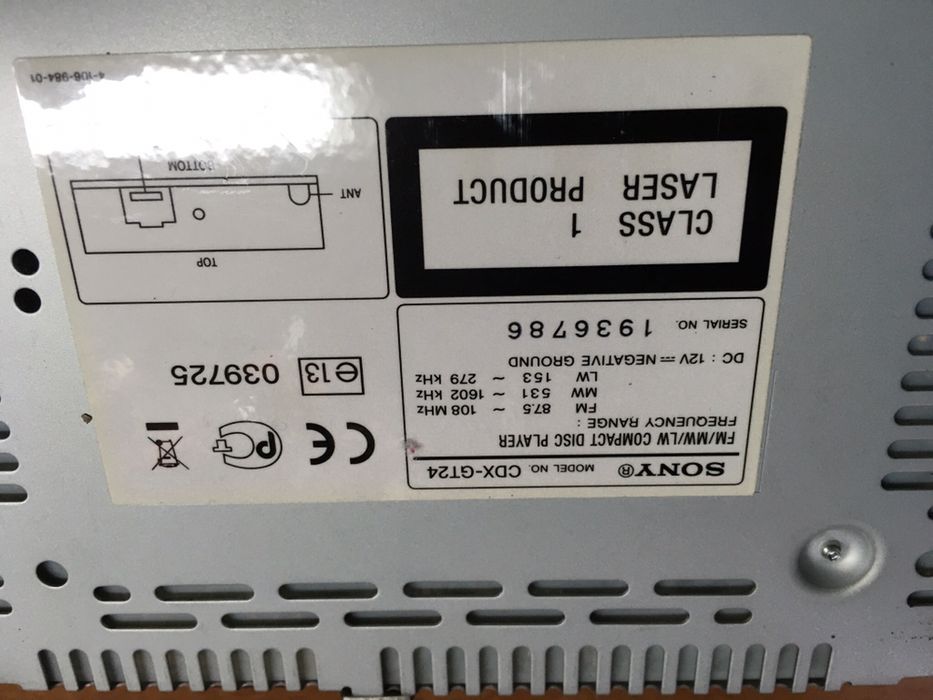 SONY® MODEL NO. CDX-GT24
FM/MW/LW COMPACT DISC PLAYER
FREQUENCY RANGE :
FM 87.5 ~ 108 MHz
MW 531 ~ 1602 kHz
LW 153 ~ 279 kHz
DC : 12V ⎓ NEGATIVE GROUND
SERIAL NO. 1936786
CE
e13 039725
CLASS 1
LASER PRODUCT
TOP
ANT
BOTTOM
4-108-984-01